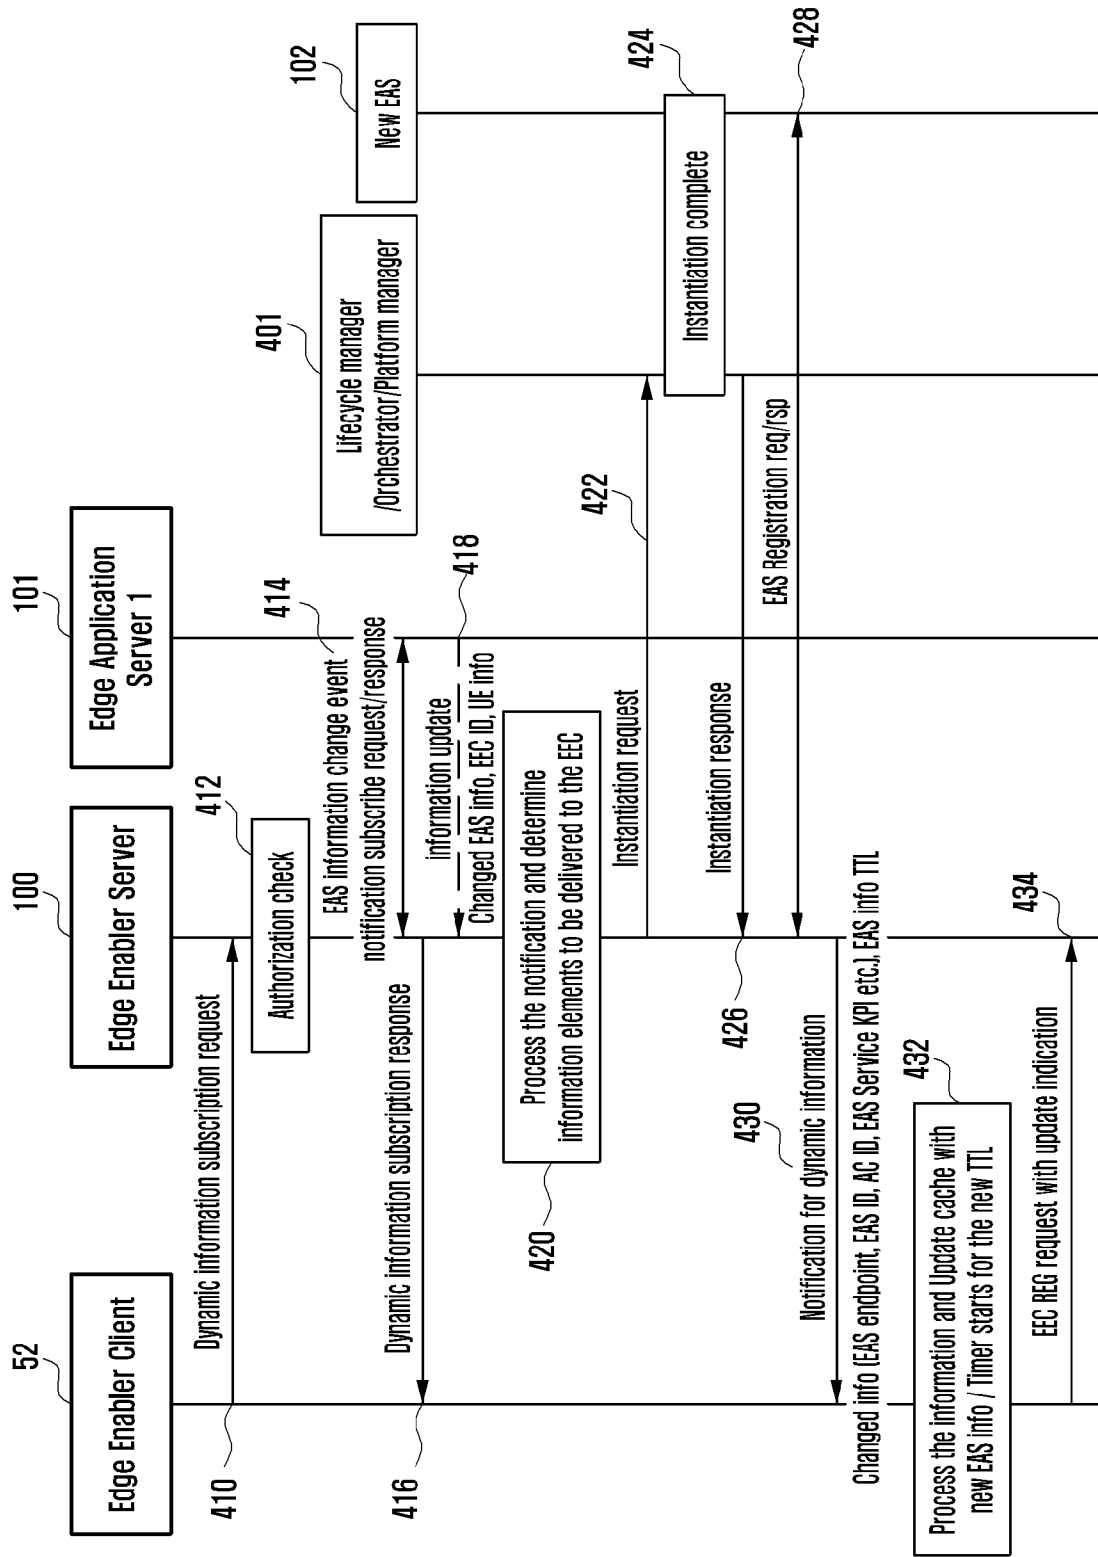 52
Edge Enabler Client
100
Edge Enabler Server
101
Edge Application
Server 1
401
Lifecycle manager
/Orchestrator/Platform manager
102
New EAS
410
Dynamic information subscription request
412
Authorization check
414
EAS information change event
notification subscribe request/response
416
Dynamic information subscription response
418
information update
Changed EAS info, EEC ID, UE info
420
Process the notification and determine
information elements to be delivered to the EEC
422
Instantiation request
424
Instantiation complete
426
Instantiation response
428
EAS Registration req/rsp
430
Notification for dynamic information
Changed info (EAS endpoint, EAS ID, AC ID, EAS Service KPI etc.), EAS info TTL
432
Process the information and Update cache with
new EAS info / Timer starts for the new TTL
434
EEC REG request with update indication